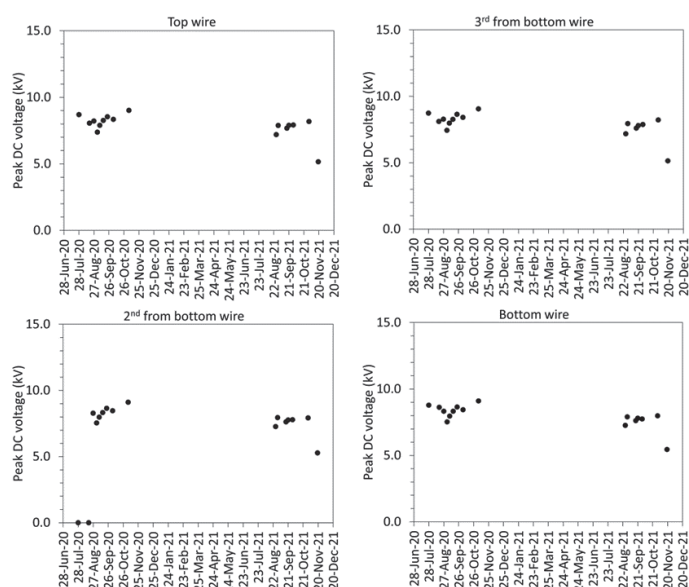 Top wire
Peak DC voltage (kV)
15.0
10.0
5.0
0.0
28-Jun-20
28-Jul-20
27-Aug-20
26-Sep-20
26-Oct-20
25-Nov-20
25-Dec-20
24-Jan-21
23-Feb-21
25-Mar-21
24-Apr-21
24-May-21
23-Jun-21
23-Jul-21
22-Aug-21
21-Sep-21
21-Oct-21
20-Nov-21
20-Dec-21
3rd from bottom wire
Peak DC voltage (kV)
15.0
10.0
5.0
0.0
28-Jun-20
28-Jul-20
27-Aug-20
26-Sep-20
26-Oct-20
25-Nov-20
25-Dec-20
24-Jan-21
23-Feb-21
25-Mar-21
24-Apr-21
24-May-21
23-Jun-21
23-Jul-21
22-Aug-21
21-Sep-21
21-Oct-21
20-Nov-21
20-Dec-21
2nd from bottom wire
Peak DC voltage (kV)
15.0
10.0
5.0
0.0
28-Jun-20
28-Jul-20
27-Aug-20
26-Sep-20
26-Oct-20
25-Nov-20
25-Dec-20
24-Jan-21
23-Feb-21
25-Mar-21
24-Apr-21
4-May-21
23-Jun-21
23-Jul-21
22-Aug-21
21-Sep-21
21-Oct-21
20-Nov-21
20-Dec-21
Bottom wire
Peak DC voltage (kV)
15.0
10.0
5.0
0.0
28-Jun-20
28-Jul-20
27-Aug-20
26-Sep-20
26-Oct-20
25-Nov-20
25-Dec-20
24-Jan-21
23-Feb-21
25-Mar-21
24-Apr-21
24-May-21
23-Jun-21
23-Jul-21
22-Aug-21
21-Sep-21
21-Oct-21
20-Nov-21
20-Dec-21